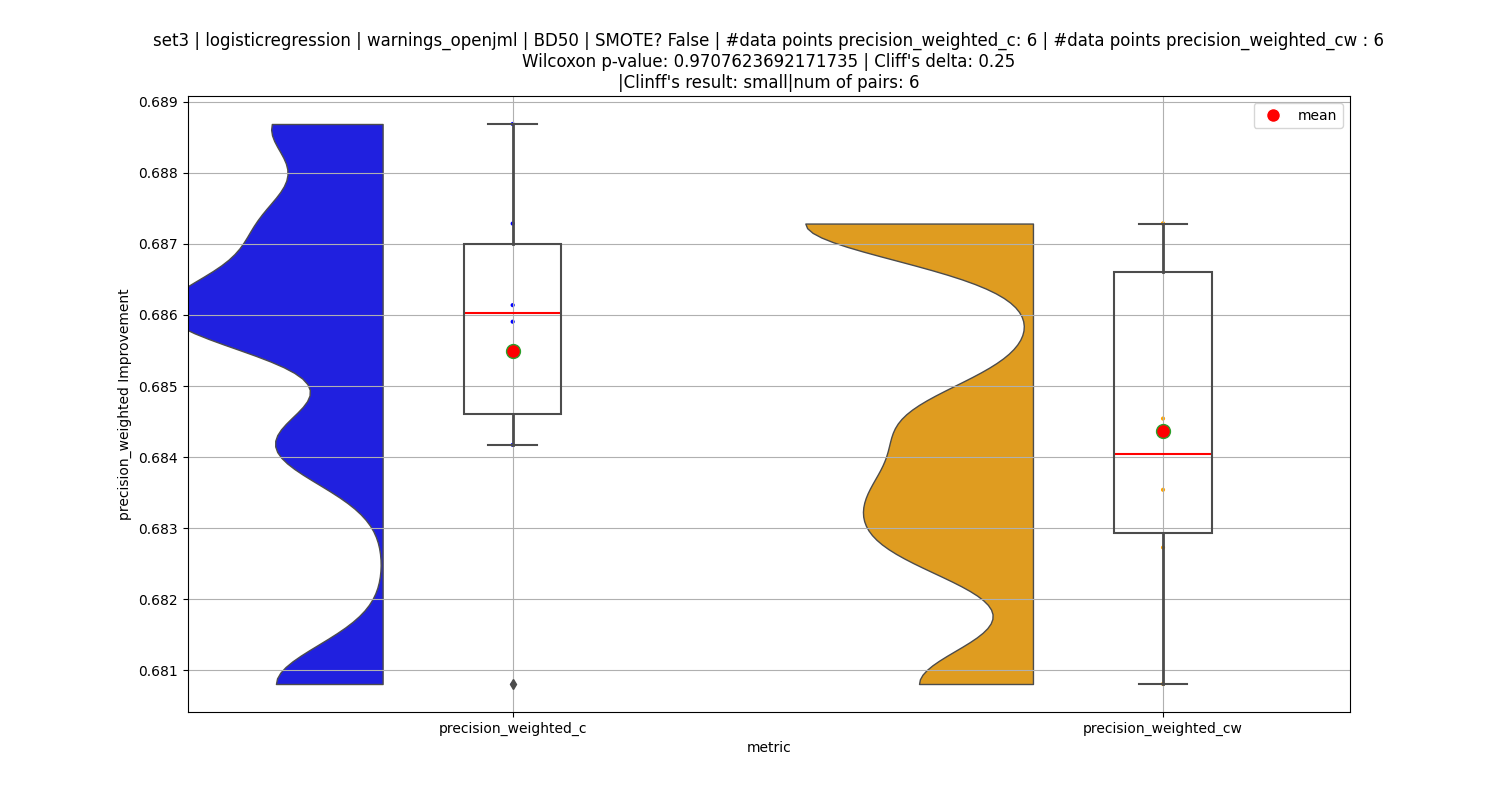 set3 | logisticregression | warnings_openjml | BD50 | SMOTE? False | #data points precision_weighted_c: 6 | #data points precision_weighted_cw : 6
Wilcoxon p-value: 0.9707623692171735 | Cliff's delta: 0.25
|Clinff's result: small|num of pairs: 6
mean
0.689
0.688
0.687
0.686
0.685
0.684
0.683
0.682
0.681
precision_weighted Improvement
precision_weighted_c
precision_weighted_cw
metric